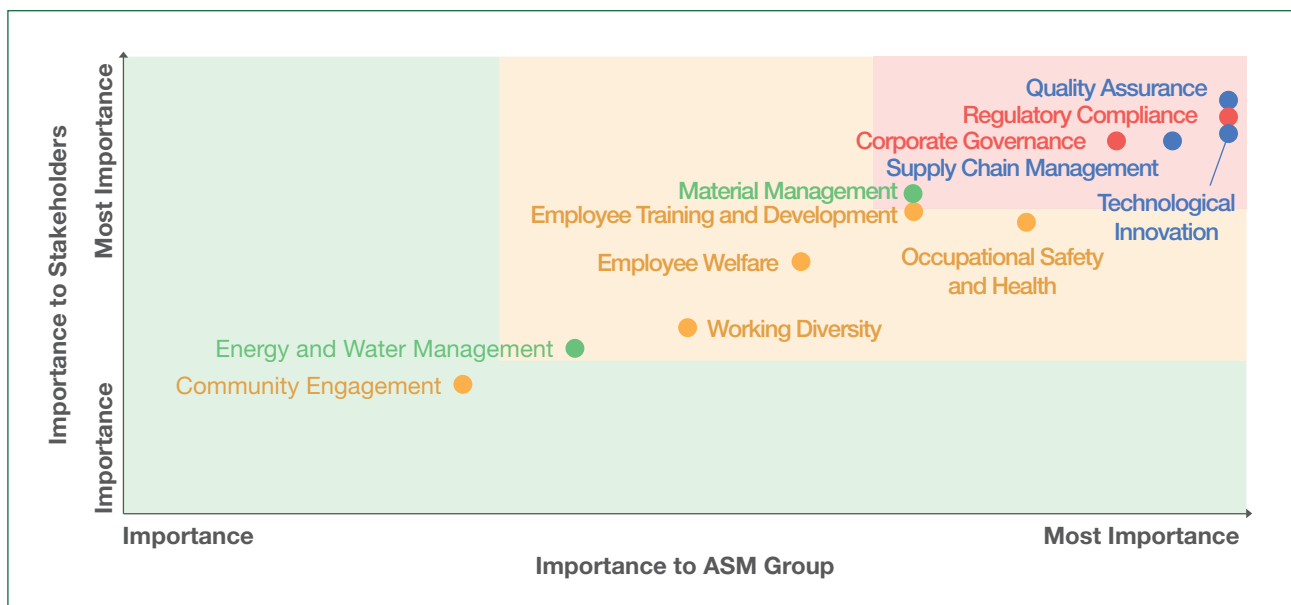 Importance to Stakeholders
Most Importance
Importance
Quality Assurance
Regulatory Compliance
Corporate Governance
Supply Chain Management
Technological
Innovation
Material Management
Employee Training and Development
Occupational Safety
and Health
Employee Welfare
Working Diversity
Energy and Water Management
Community Engagement
Importance
Most Importance
Importance to ASM Group